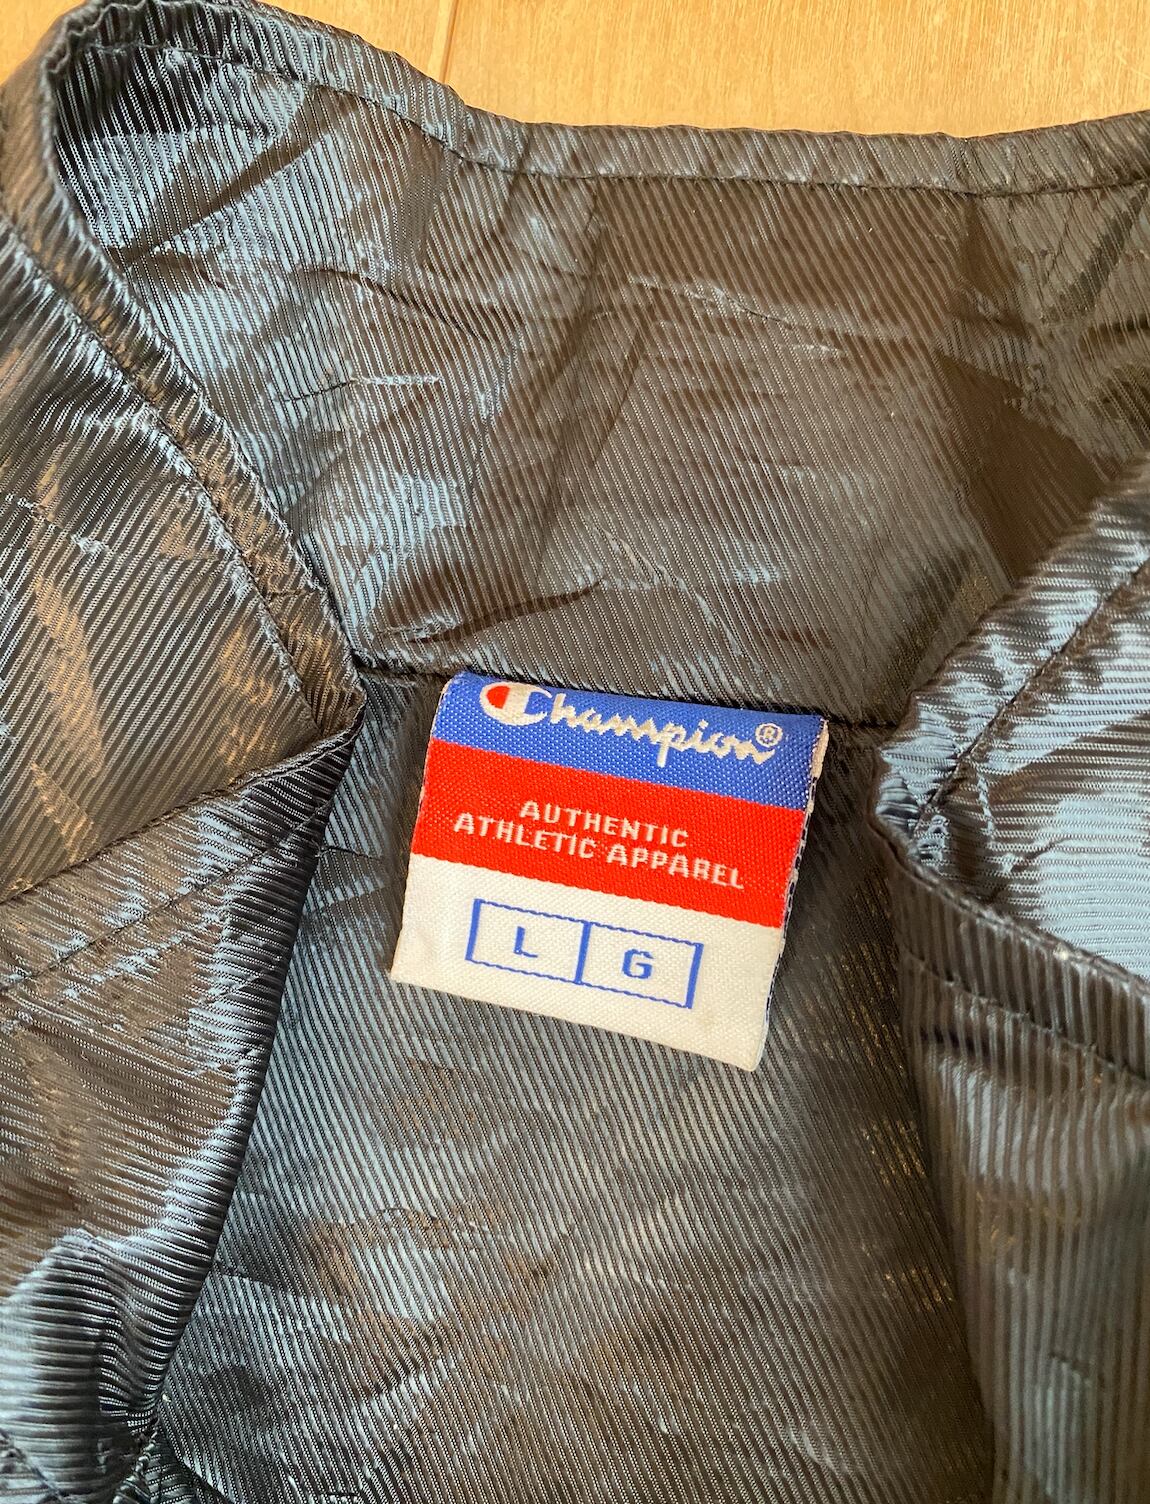 Champion®
AUTHENTIC
ATHLETIC APPAREL
L G